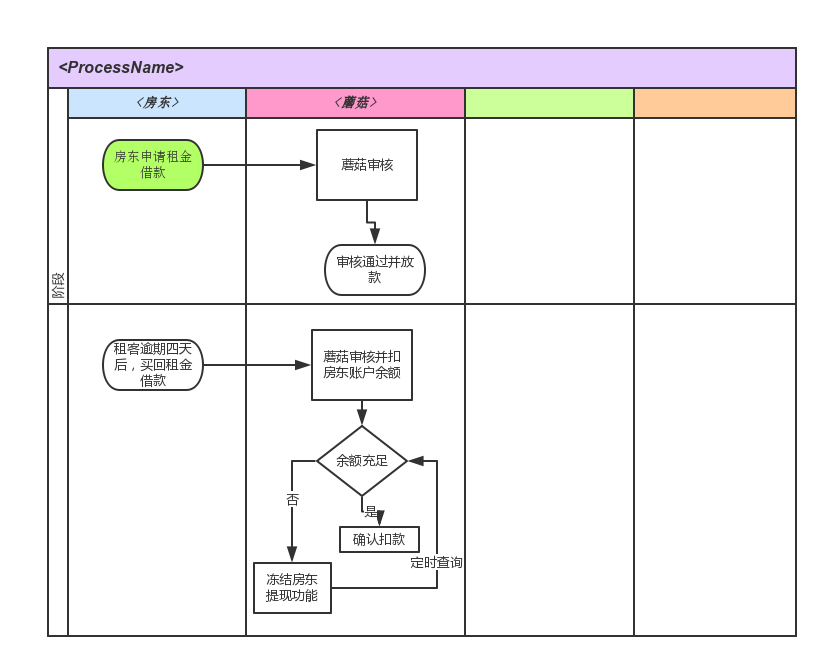 <ProcessName>
<房东>
<蘑菇>
房东申请租金
借款
蘑菇审核
审核通过并放
款
阶段
租客逾期四天
后，买回租金
借款
蘑菇审核并扣
房东账户余额
余额充足
否
是
确认扣款
定时查询
冻结房东
提现功能